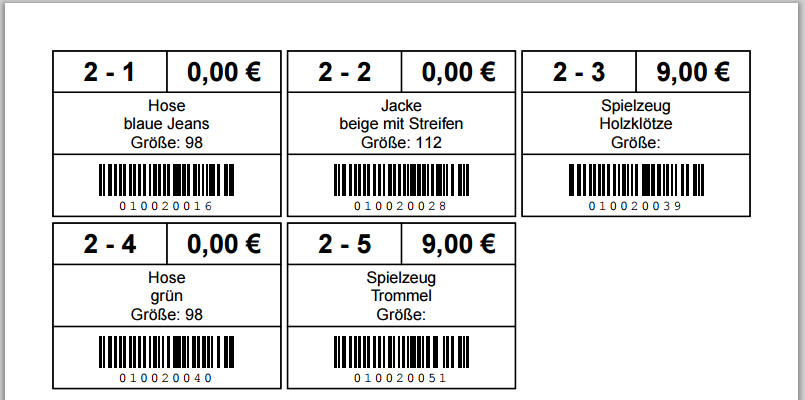 2 - 1 0,00 €
Hose
blaue Jeans
Größe: 98
010020016
2 - 2 0,00 €
Jacke
beige mit Streifen
Größe: 112
010020028
2 - 3 9,00 €
Spielzeug
Holzklötze
Größe:
010020039
2 - 4 0,00 €
Hose
grün
Größe: 98
010020040
2 - 5 9,00 €
Spielzeug
Trommel
Größe:
010020051